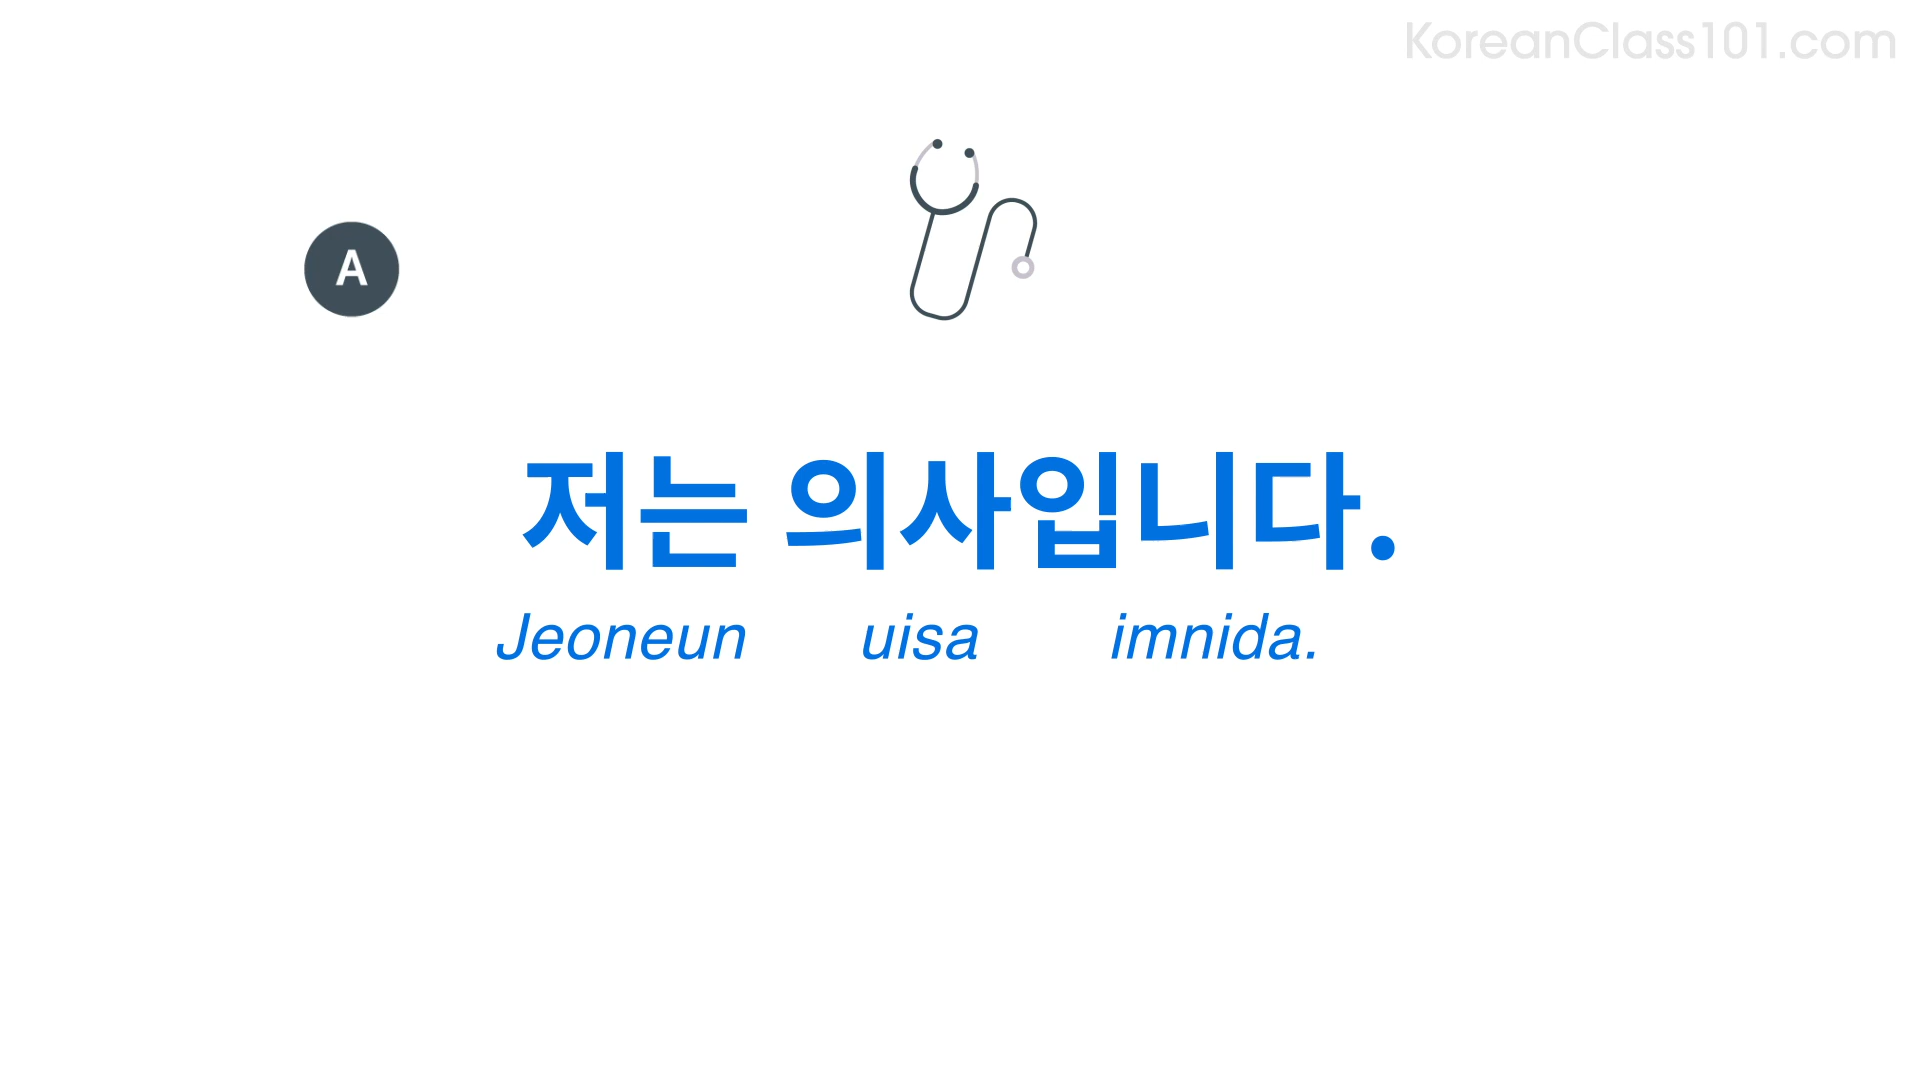 KoreanClass101.com
A
저는 의사입니다.
Jeoneun uisa imnida.